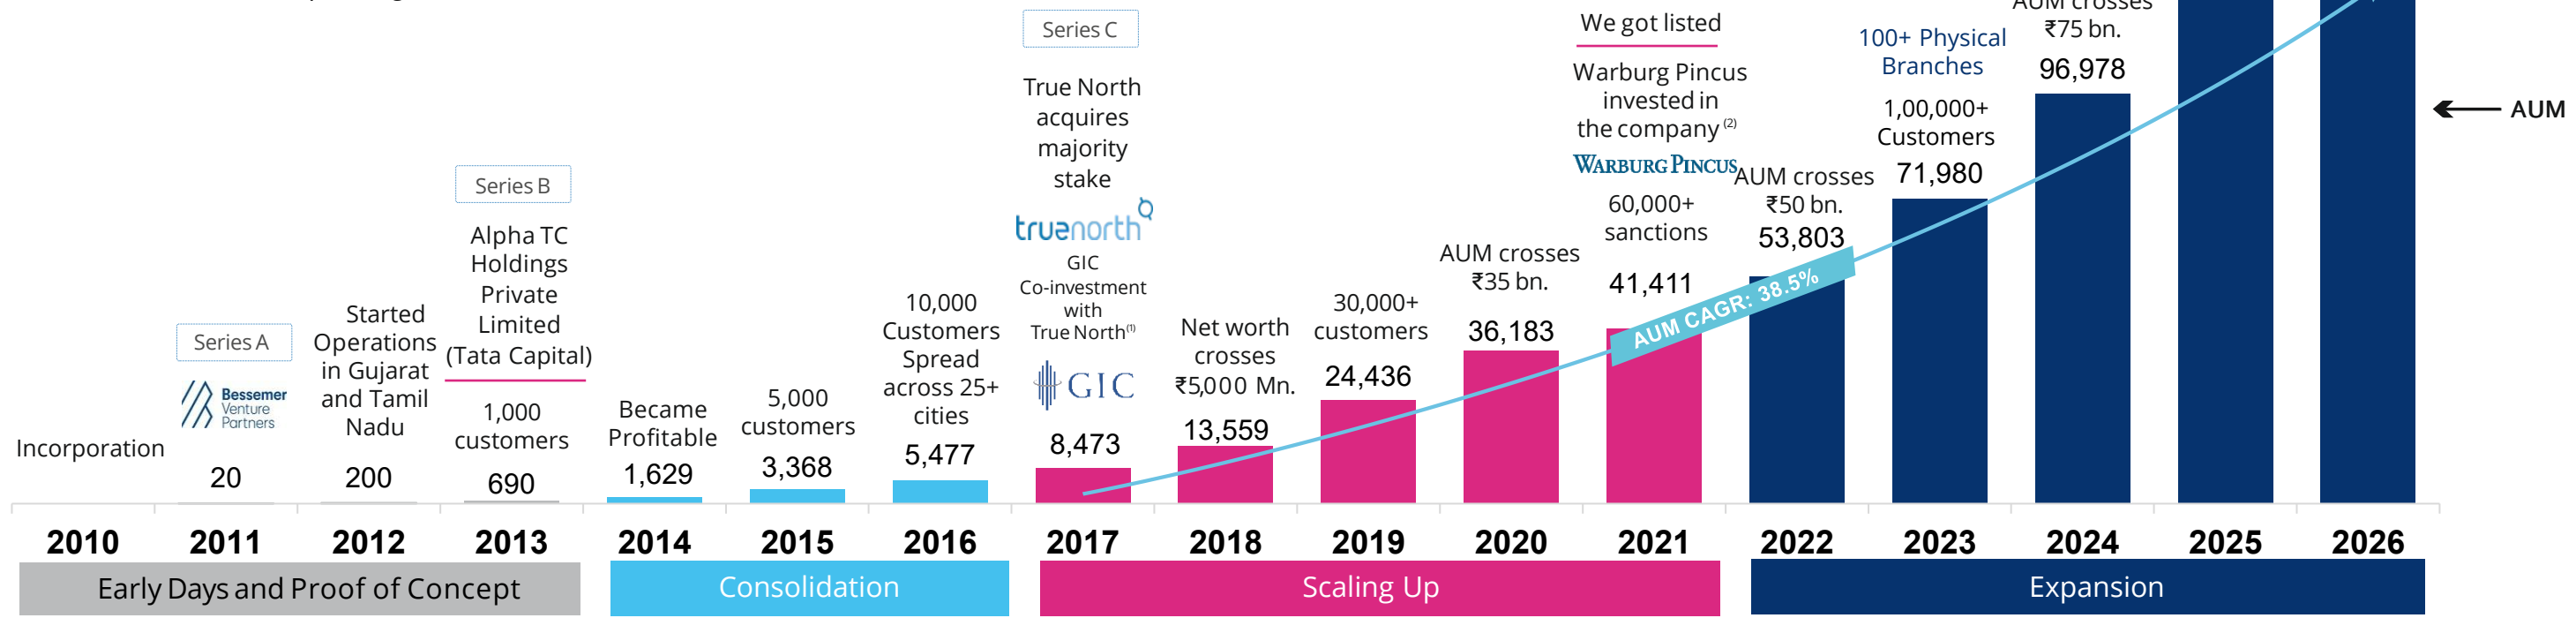 Incorporation
20
Series A
Bessemer
Venture
Partners
200
Started
Operations
in Gujarat
and Tamil
Nadu
Series B
Alpha TC
Holdings
Private
Limited
(Tata Capital)
1,000
customers
690
Became
Profitable
1,629
5,000
customers
3,368
10,000
Customers
Spread
across 25+
cities
5,477
Series C
True North
acquires
majority
stake
truenorth
GIC
Co-investment
with
True North(1)
GIC
8,473
Net worth
crosses
₹5,000 Mn.
13,559
30,000+
customers
24,436
AUM crosses
₹35 bn.
36,183
We got listed
Warburg Pincus
invested in
the company (2)
WARBURG PINCUS
60,000+
sanctions
41,411
AUM CAGR: 38.5%
AUM crosses
₹50 bn.
53,803
100+ Physical
Branches
1,00,000+
Customers
71,980
AUM crosses
₹75 bn.
96,978
AUM
2010 2011 2012 2013 2014 2015 2016 2017 2018 2019 2020 2021 2022 2023 2024 2025 2026
Early Days and Proof of Concept
Consolidation
Scaling Up
Expansion